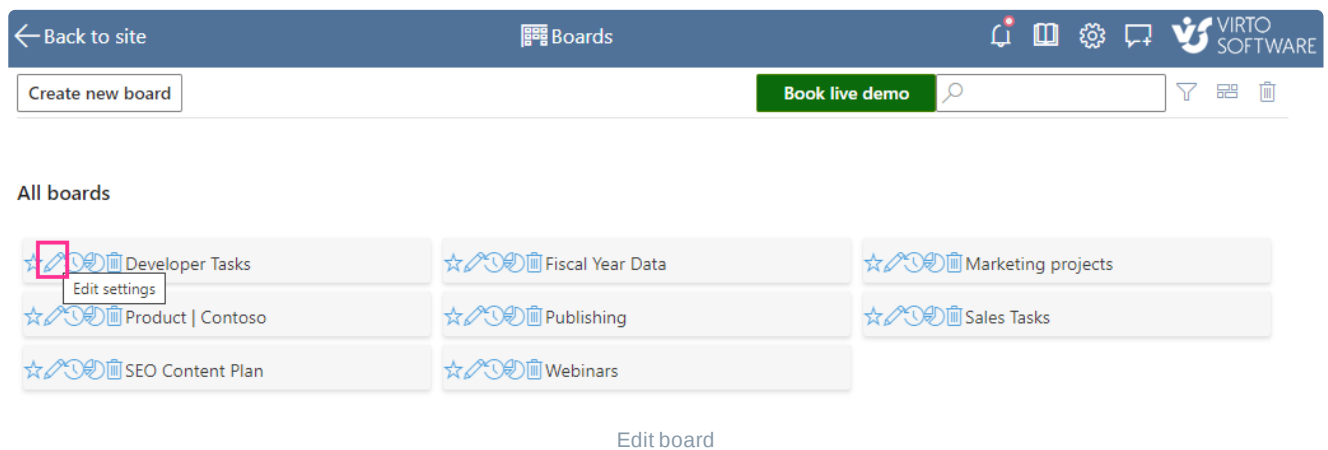 Back to site
Boards
VIRTO
SOFTWARE
Create new board
Book live demo
All boards
Developer Tasks
Fiscal Year Data
Marketing projects
Edit settings
Product | Contoso
Publishing
Sales Tasks
SEO Content Plan
Webinars
Edit board